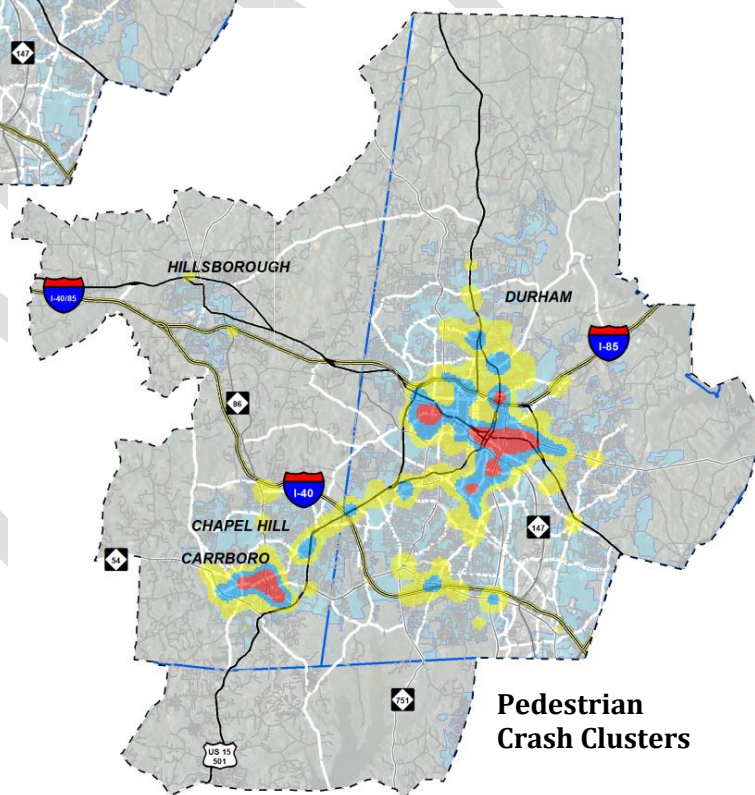 147
HILLSBOROUGH
I-40/85
DURHAM
I-85
86
I-40
CHAPEL HILL
147
CARRBORO
54
751
Pedestrian
Crash Clusters
US 15
501